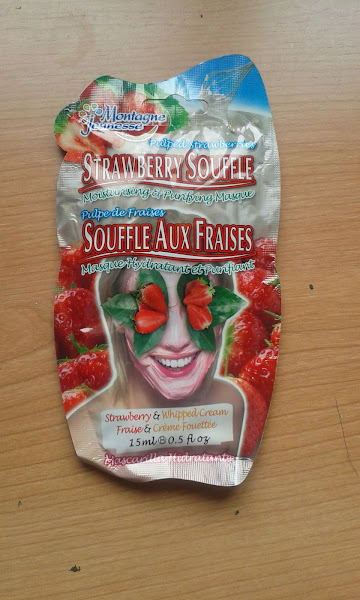 Montagne
Jeunesse
Pulped Strawberries
STRAWBERRY SOUFFLE
Moisturising & Purifying Masque
Pulpe de Fraises
SOUFFLE AUX FRAISES
Masque Hydratant et Purifiant
Strawberry & Whipped Cream
Fraise & Crème Fouettée
15ml ℮ 0.5 fl oz
Mascarilla Hidratante